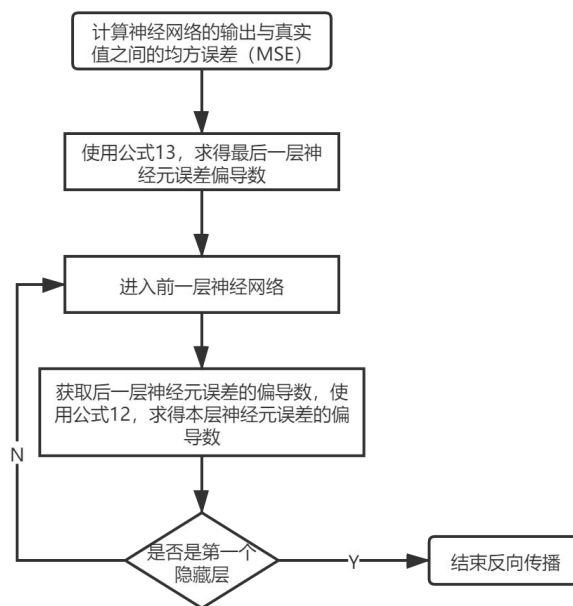 计算神经网络的输出与真实
值之间的均方误差（MSE）
使用公式13，求得最后一层神
经元误差偏导数
进入前一层神经网络
获取后一层神经元误差的偏导数，使
用公式12，求得本层神经元误差的偏
导数
N
是否是第一个
隐藏层
Y
结束反向传播